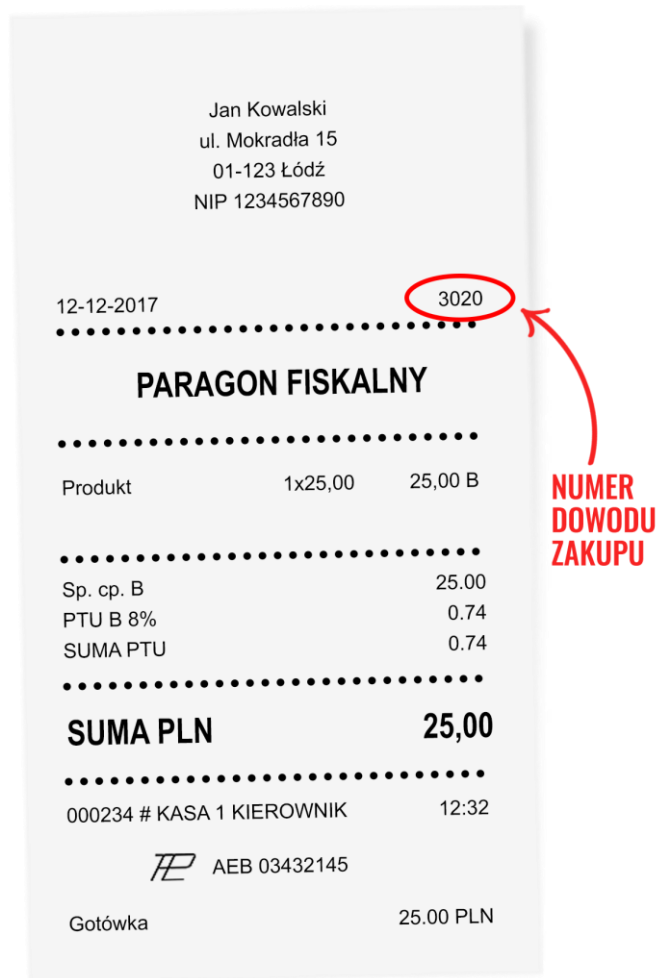 Jan Kowalski
ul. Mokradła 15
01-123 Łódź
NIP 1234567890
12-12-2017 3020
PARAGON FISKALNY
Produkt 1x25,00 25,00 B
NUMER
DOWODU
ZAKUPU
Sp. cp. B 25.00
PTU B 8% 0.74
SUMA PTU 0.74
SUMA PLN 25,00
000234 # KASA 1 KIEROWNIK 12:32
AEB 03432145
Gotówka 25.00 PLN